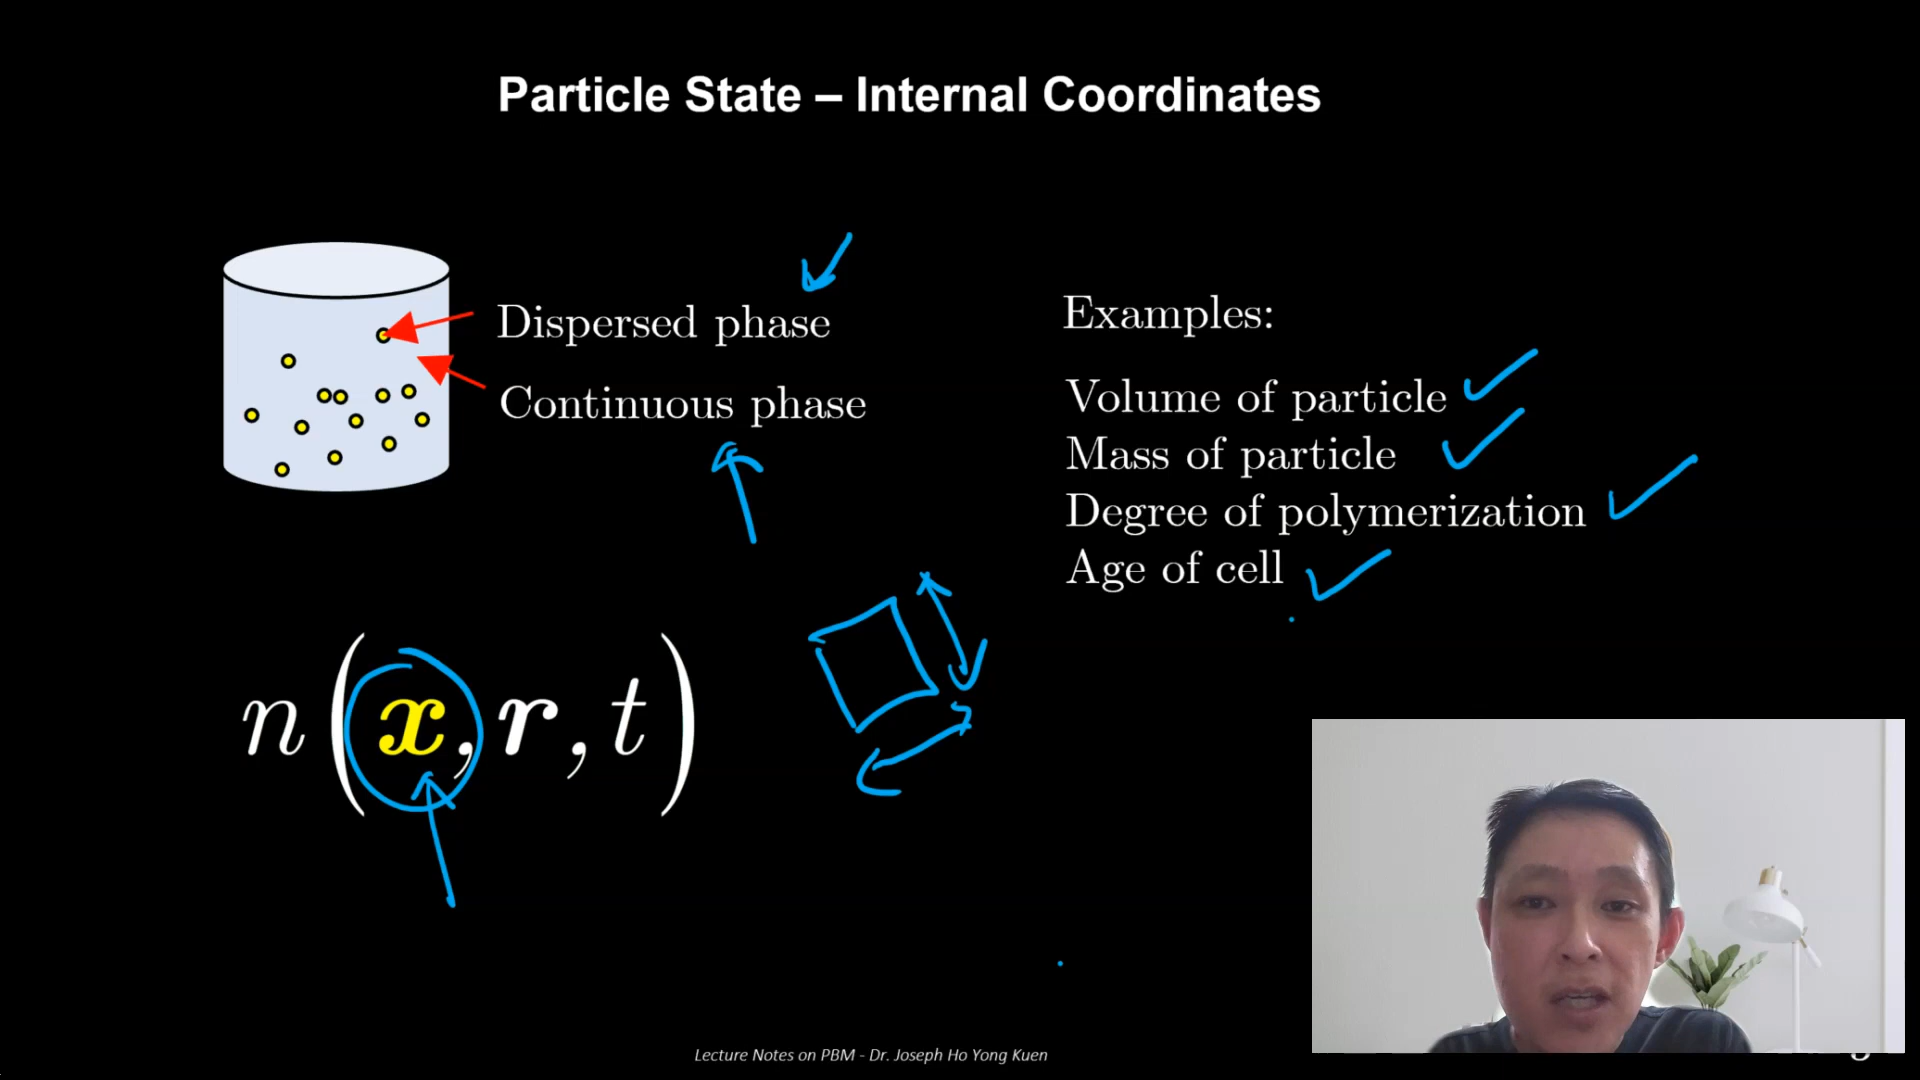 Particle State – Internal Coordinates
Dispersed phase
Continuous phase
Examples:
Volume of particle
Mass of particle
Degree of polymerization
Age of cell
n(x, r, t)
Lecture Notes on PBM - Dr. Joseph Ho Yong Kuen